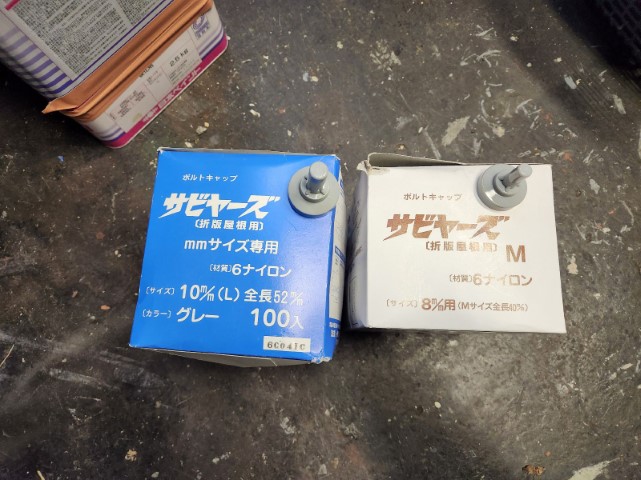 ボルトキャップ
サビヤーズ
(折版屋根用)
mmサイズ専用
〔材質〕6ナイロン
〔サイズ〕10m/m(L)全長52m/m
〔カラー〕グレー 100入
6C04TC
ボルトキャップ
サビヤーズ
(折版屋根用) M
〔材質〕6ナイロン
〔サイズ〕8m/m用(Mサイズ全長40%)